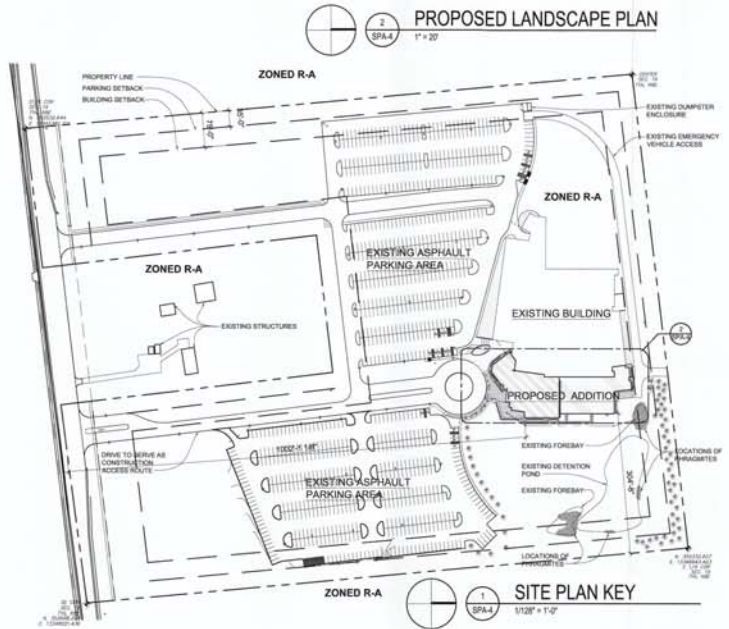 2
SPA-4
PROPOSED LANDSCAPE PLAN
1" = 20'
ZONED R-A
PROPERTY LINE
PARKING SETBACK
BUILDING SETBACK
EXISTING DUMPSTER
ENCLOSURE
EXISTING EMERGENCY
VEHICLE ACCESS
ZONED R-A
EXISTING ASPHAULT
PARKING AREA
ZONED R-A
EXISTING STRUCTURES
EXISTING BUILDING
2
SPA-4
PROPOSED ADDITION
DRIVE TO SERVE AS
CONSTRUCTION
ACCESS ROUTE
EXISTING ASPHAULT
PARKING AREA
EXISTING FOREBAY
EXISTING DETENTION
POND
EXISTING FOREBAY
LOCATIONS OF
PHRAGMITES
LOCATIONS OF
PHRAGMITES
ZONED R-A
1
SPA-4
SITE PLAN KEY
1/128" = 1'-0"